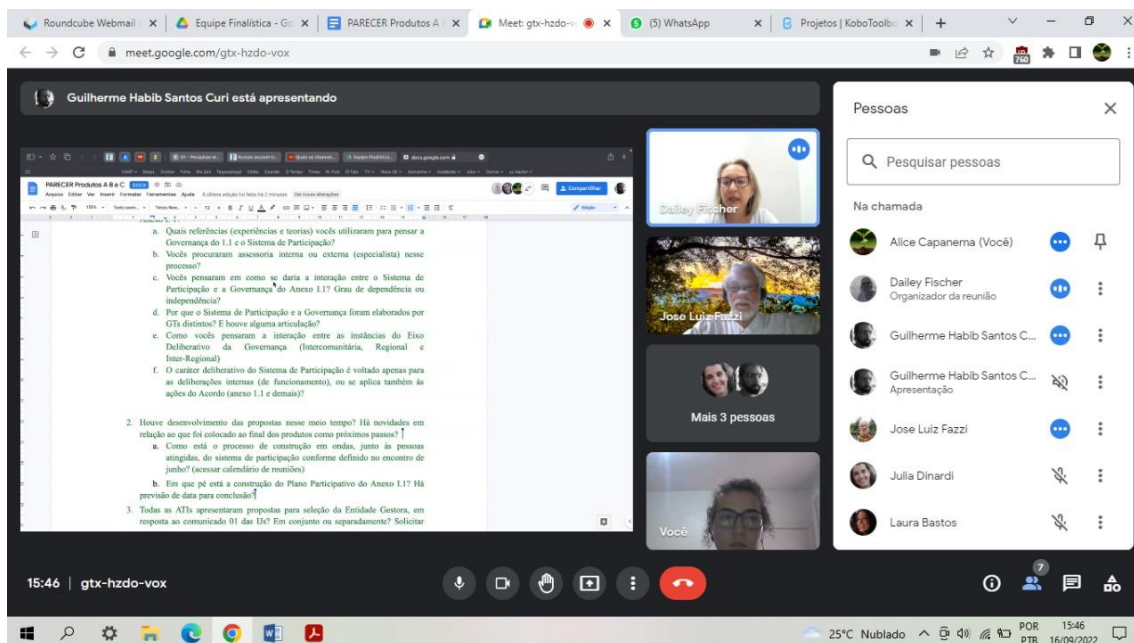 Roundcube Webmail
Equipe Finalística - Go
PARECER Produtos A
Meet: gtx-hzdo-v
(5) WhatsApp
Projetos | KoboToolbo
meet.google.com/gtx-hzdo-vox
760
Guilherme Habib Santos Curi está apresentando
PARECER Produtos A B e C
Arquivo Editar Ver Inserir Formatar Ferramentas Ajuda
Compartilhar
a. Quais referências (experiências e teorias) vocês utilizaram para pensar a
Governança do 1.1 e o Sistema de Participação?
b. Vocês procuraram assessoria interna ou externa (especialista) nesse
processo?
c. Vocês pensaram em como se daria a interação entre o Sistema de
Participação e a Governança do Anexo I.1? Grau de dependência ou
independência?
d. Por que o Sistema de Participação e a Governança foram elaborados por
GTs distintos? E houve alguma articulação?
e. Como vocês pensaram a interação entre as instâncias do Eixo
Deliberativo da Governança (Intercomunitária, Regional e
Inter-Regional)
f. O caráter deliberativo do Sistema de Participação é voltado apenas para
as deliberações internas (de funcionamento), ou se aplica também às
ações do Acordo (anexo 1.1 e demais)?
2. Houve desenvolvimento das propostas nesse meio tempo? Há novidades em
relação ao que foi colocado ao final dos produtos como próximos passos?
a. Como está o processo de construção em ondas, junto às pessoas
atingidas, do sistema de participação conforme definido no encontro de
junho? (acessar calendário de reuniões)
b. Em que pé está a construção do Plano Participativo do Anexo I.1? Há
previsão de data para conclusão?
3. Todas as ATIs apresentaram propostas para seleção da Entidade Gestora, em
resposta ao comunicado 01 das IJs? Em conjunto ou separadamente? Solicitar
Dailey Fischer
Jose Luiz Fazzi
Mais 3 pessoas
Você
Pessoas
Pesquisar pessoas
Na chamada
Alice Capanema (Você)
Dailey Fischer
Organizador da reunião
Guilherme Habib Santos C...
Guilherme Habib Santos C...
Apresentação
Jose Luiz Fazzi
Julia Dinardi
Laura Bastos
15:46 | gtx-hzdo-vox
7
25°C Nublado
POR
PTB
15:46
16/09/2022